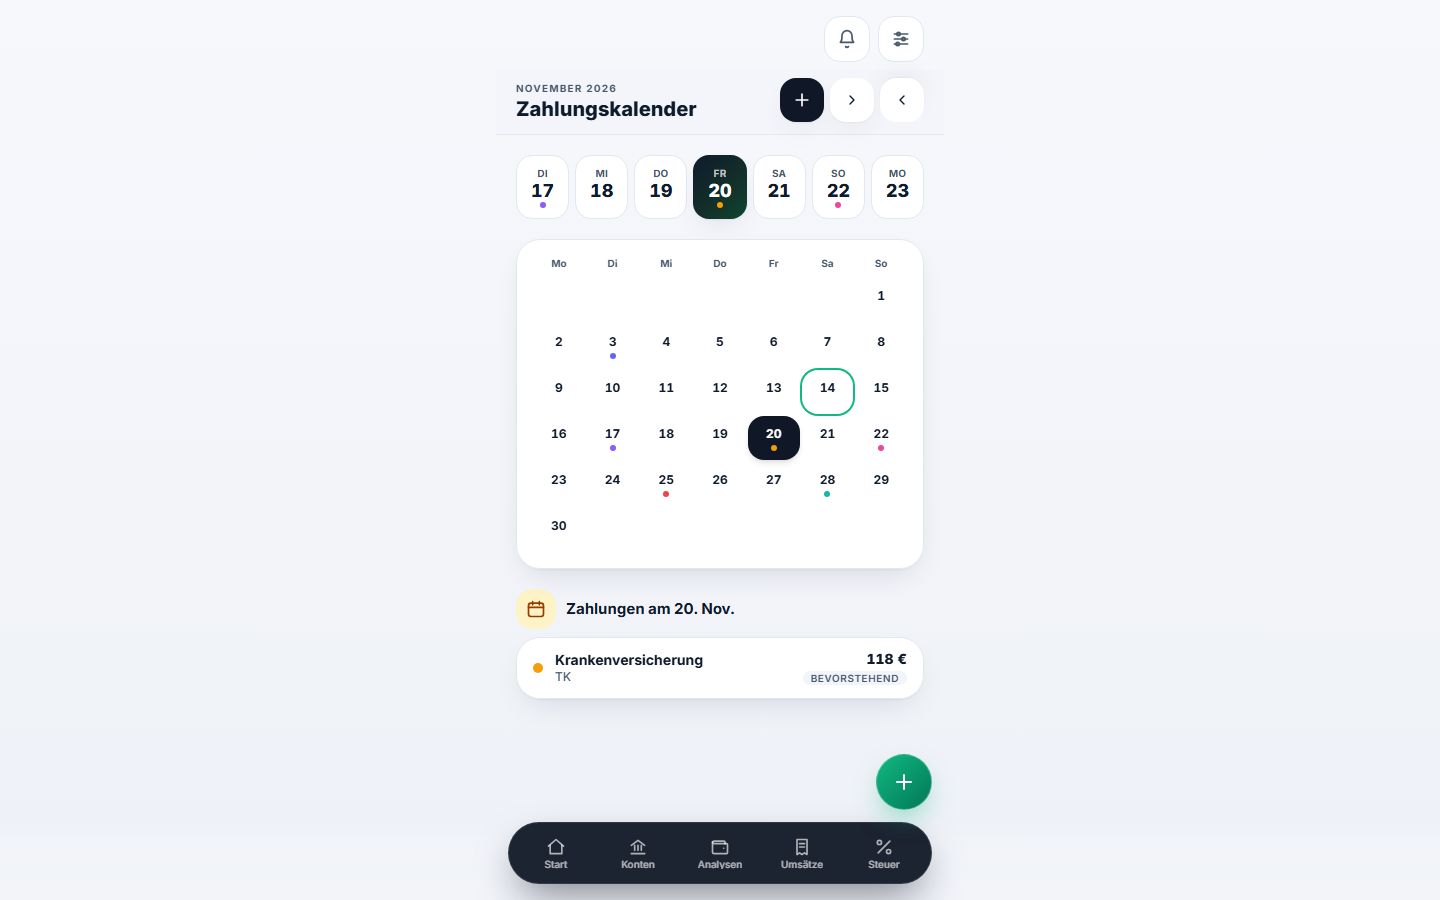 NOVEMBER 2026
Zahlungskalender
DI MI DO FR SA SO MO
17 18 19 20 21 22 23
Mo Di Mi Do Fr Sa So
1
2 3 4 5 6 7 8
9 10 11 12 13 14 15
16 17 18 19 20 21 22
23 24 25 26 27 28 29
30
Zahlungen am 20. Nov.
Krankenversicherung 118 €
TK BEVORSTEHEND
Start Konten Analysen Umsätze Steuer